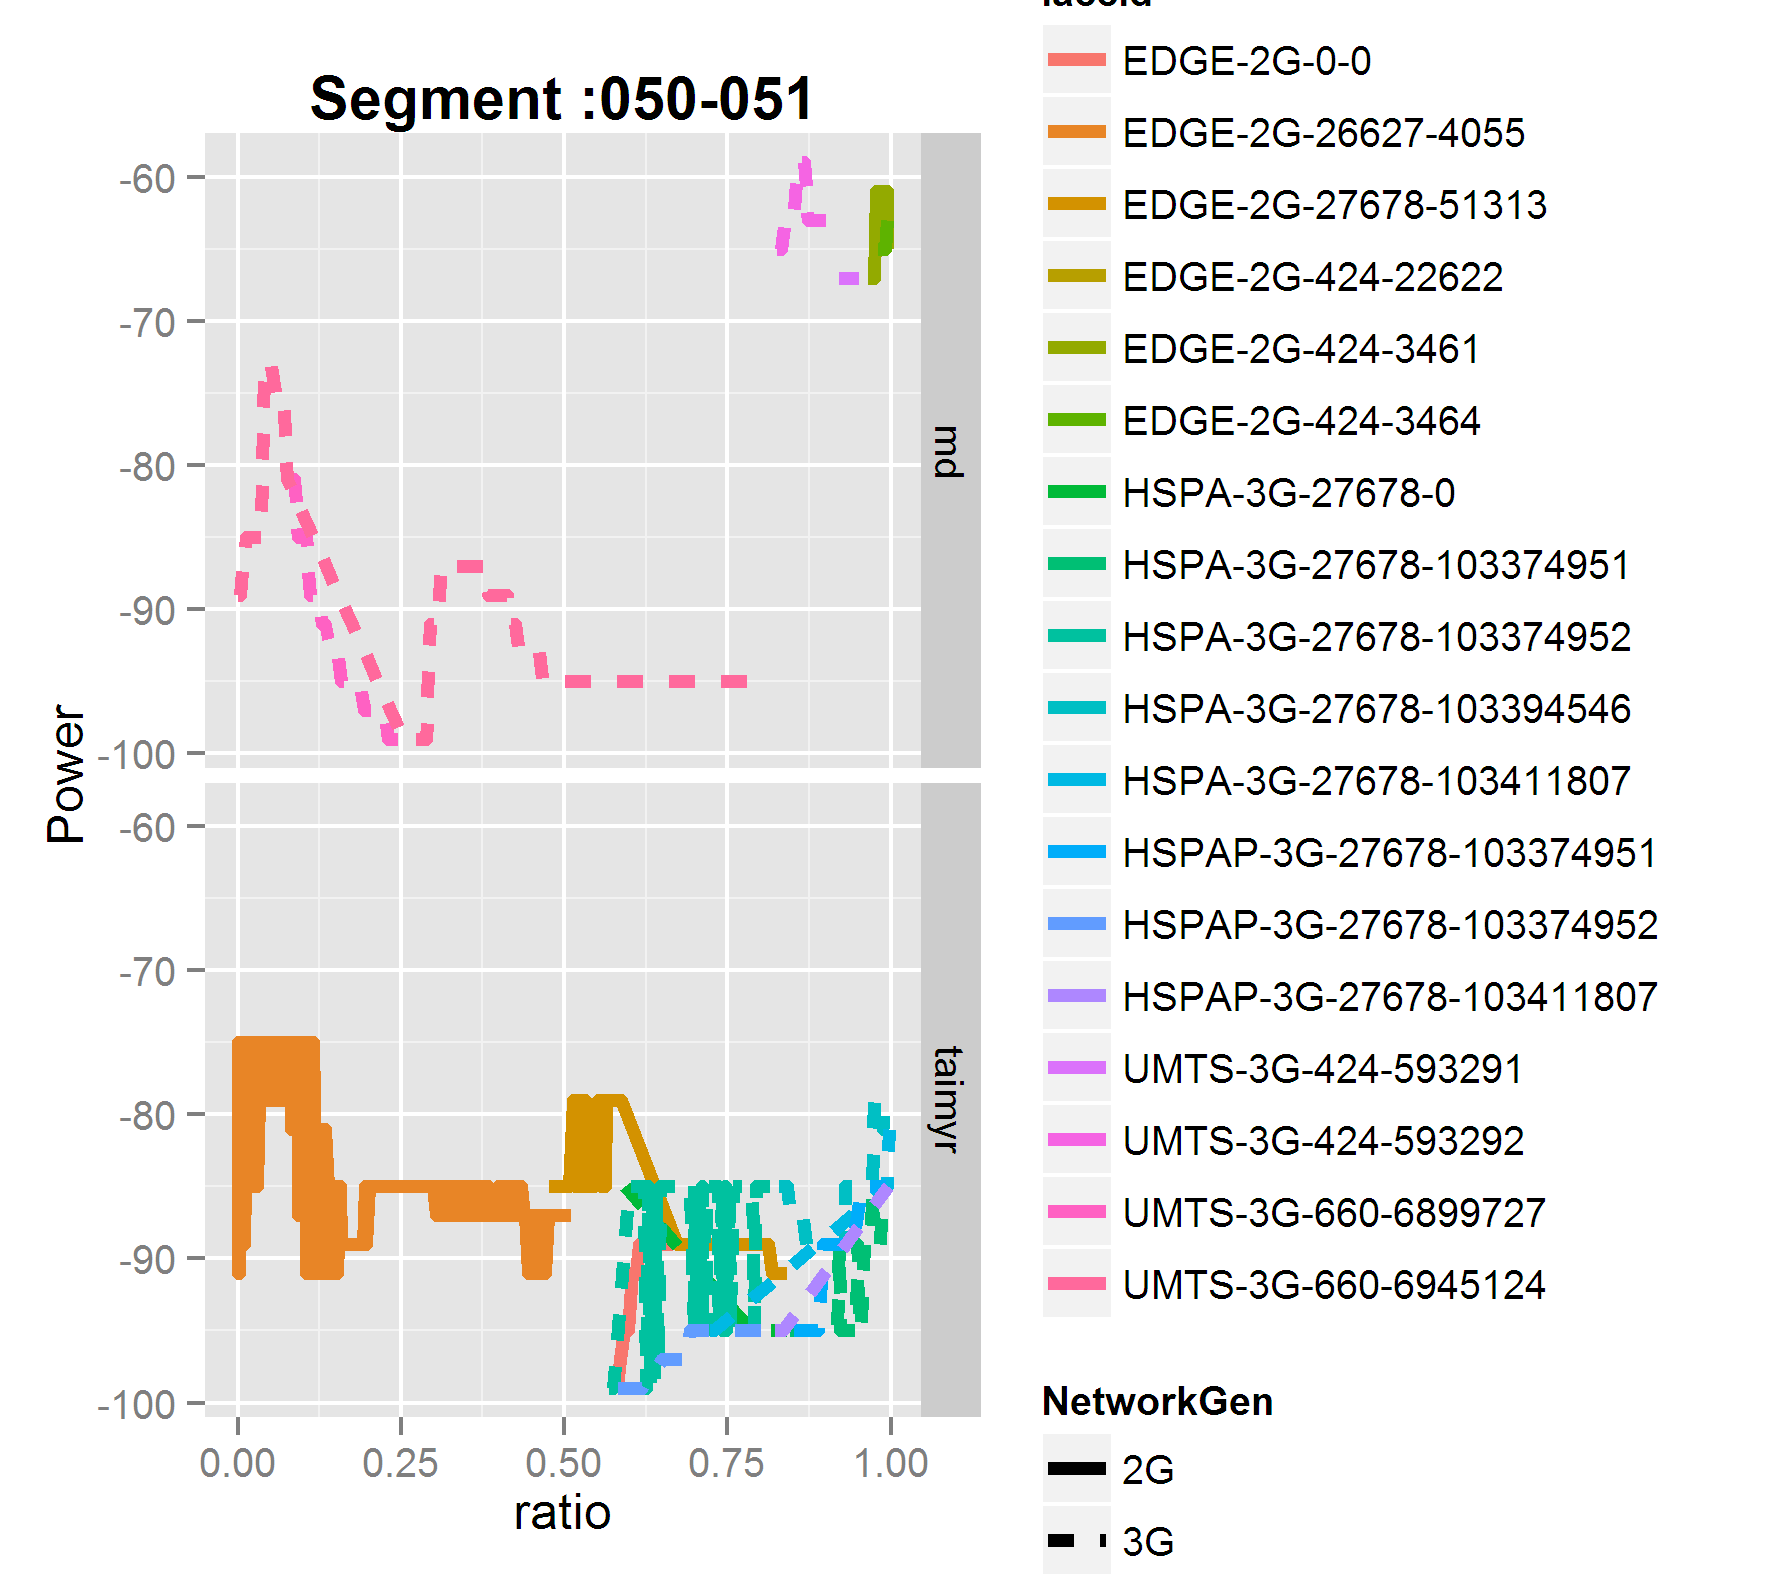 Segment :050-051
-60
-70
-80
-90
-100
md
Power
-60
-70
-80
-90
-100
taimyr
0.00 0.25 0.50 0.75 1.00
ratio
EDGE-2G-0-0
EDGE-2G-26627-4055
EDGE-2G-27678-51313
EDGE-2G-424-22622
EDGE-2G-424-3461
EDGE-2G-424-3464
HSPA-3G-27678-0
HSPA-3G-27678-103374951
HSPA-3G-27678-103374952
HSPA-3G-27678-103394546
HSPA-3G-27678-103411807
HSPAP-3G-27678-103374951
HSPAP-3G-27678-103374952
HSPAP-3G-27678-103411807
UMTS-3G-424-593291
UMTS-3G-424-593292
UMTS-3G-660-6899727
UMTS-3G-660-6945124
NetworkGen
2G
3G